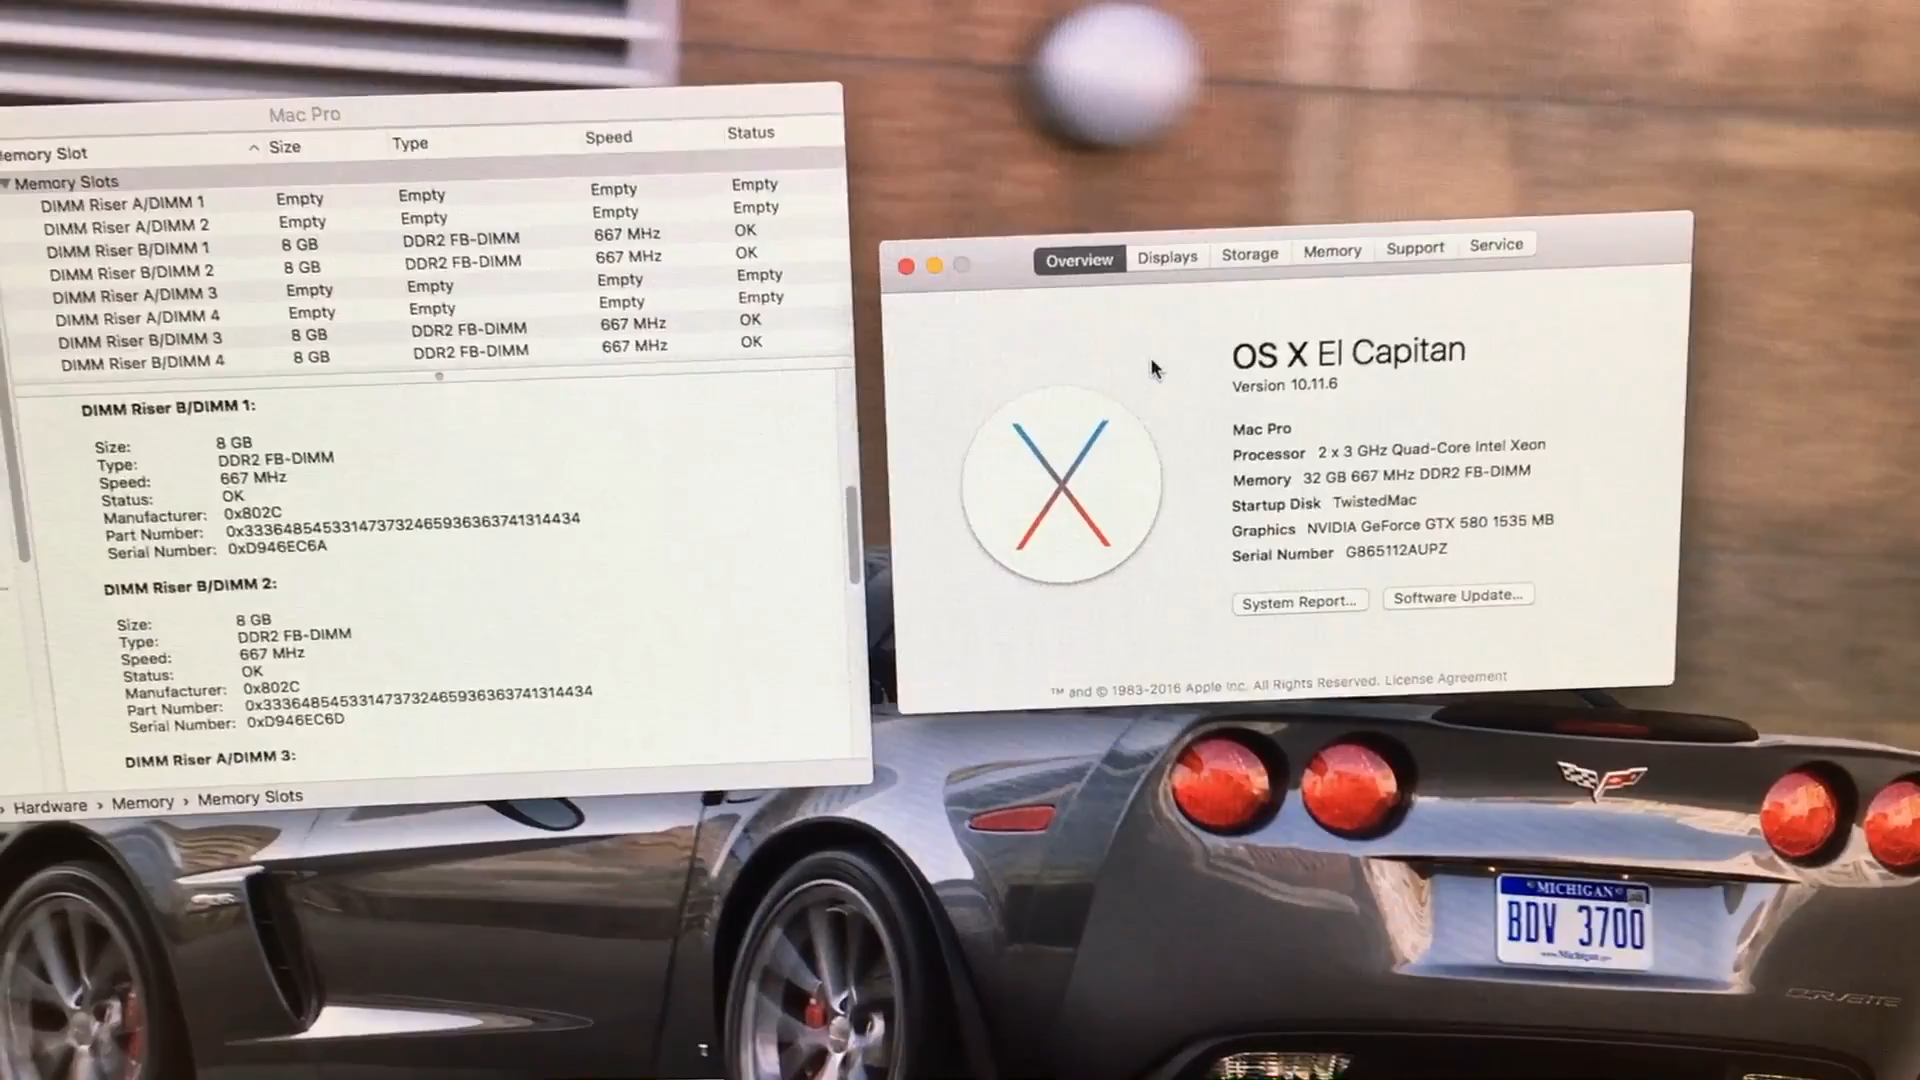 Mac Pro
emory Slot Size Type Speed Status
Memory Slots
DIMM Riser A/DIMM 1 Empty Empty Empty Empty
DIMM Riser A/DIMM 2 Empty Empty Empty Empty
DIMM Riser B/DIMM 1 8 GB DDR2 FB-DIMM 667 MHz OK
DIMM Riser B/DIMM 2 8 GB DDR2 FB-DIMM 667 MHz OK
DIMM Riser A/DIMM 3 Empty Empty Empty Empty
DIMM Riser A/DIMM 4 Empty Empty Empty Empty
DIMM Riser B/DIMM 3 8 GB DDR2 FB-DIMM 667 MHz OK
DIMM Riser B/DIMM 4 8 GB DDR2 FB-DIMM 667 MHz OK
DIMM Riser B/DIMM 1:
Size: 8 GB
Type: DDR2 FB-DIMM
Speed: 667 MHz
Status: OK
Manufacturer: 0x802C
Part Number: 0x333648545331473732465936363741314434
Serial Number: 0xD946EC6A
DIMM Riser B/DIMM 2:
Size: 8 GB
Type: DDR2 FB-DIMM
Speed: 667 MHz
Status: OK
Manufacturer: 0x802C
Part Number: 0x333648545331473732465936363741314434
Serial Number: 0xD946EC6D
DIMM Riser A/DIMM 3:
› Hardware › Memory › Memory Slots
Overview Displays Storage Memory Support Service
OS X El Capitan
Version 10.11.6
Mac Pro
Processor 2 x 3 GHz Quad-Core Intel Xeon
Memory 32 GB 667 MHz DDR2 FB-DIMM
Startup Disk TwistedMac
Graphics NVIDIA GeForce GTX 580 1535 MB
Serial Number G865112AUPZ
System Report... Software Update...
™ and © 1983-2016 Apple Inc. All Rights Reserved. License Agreement
MICHIGAN
BDV 3700
CORVETTE